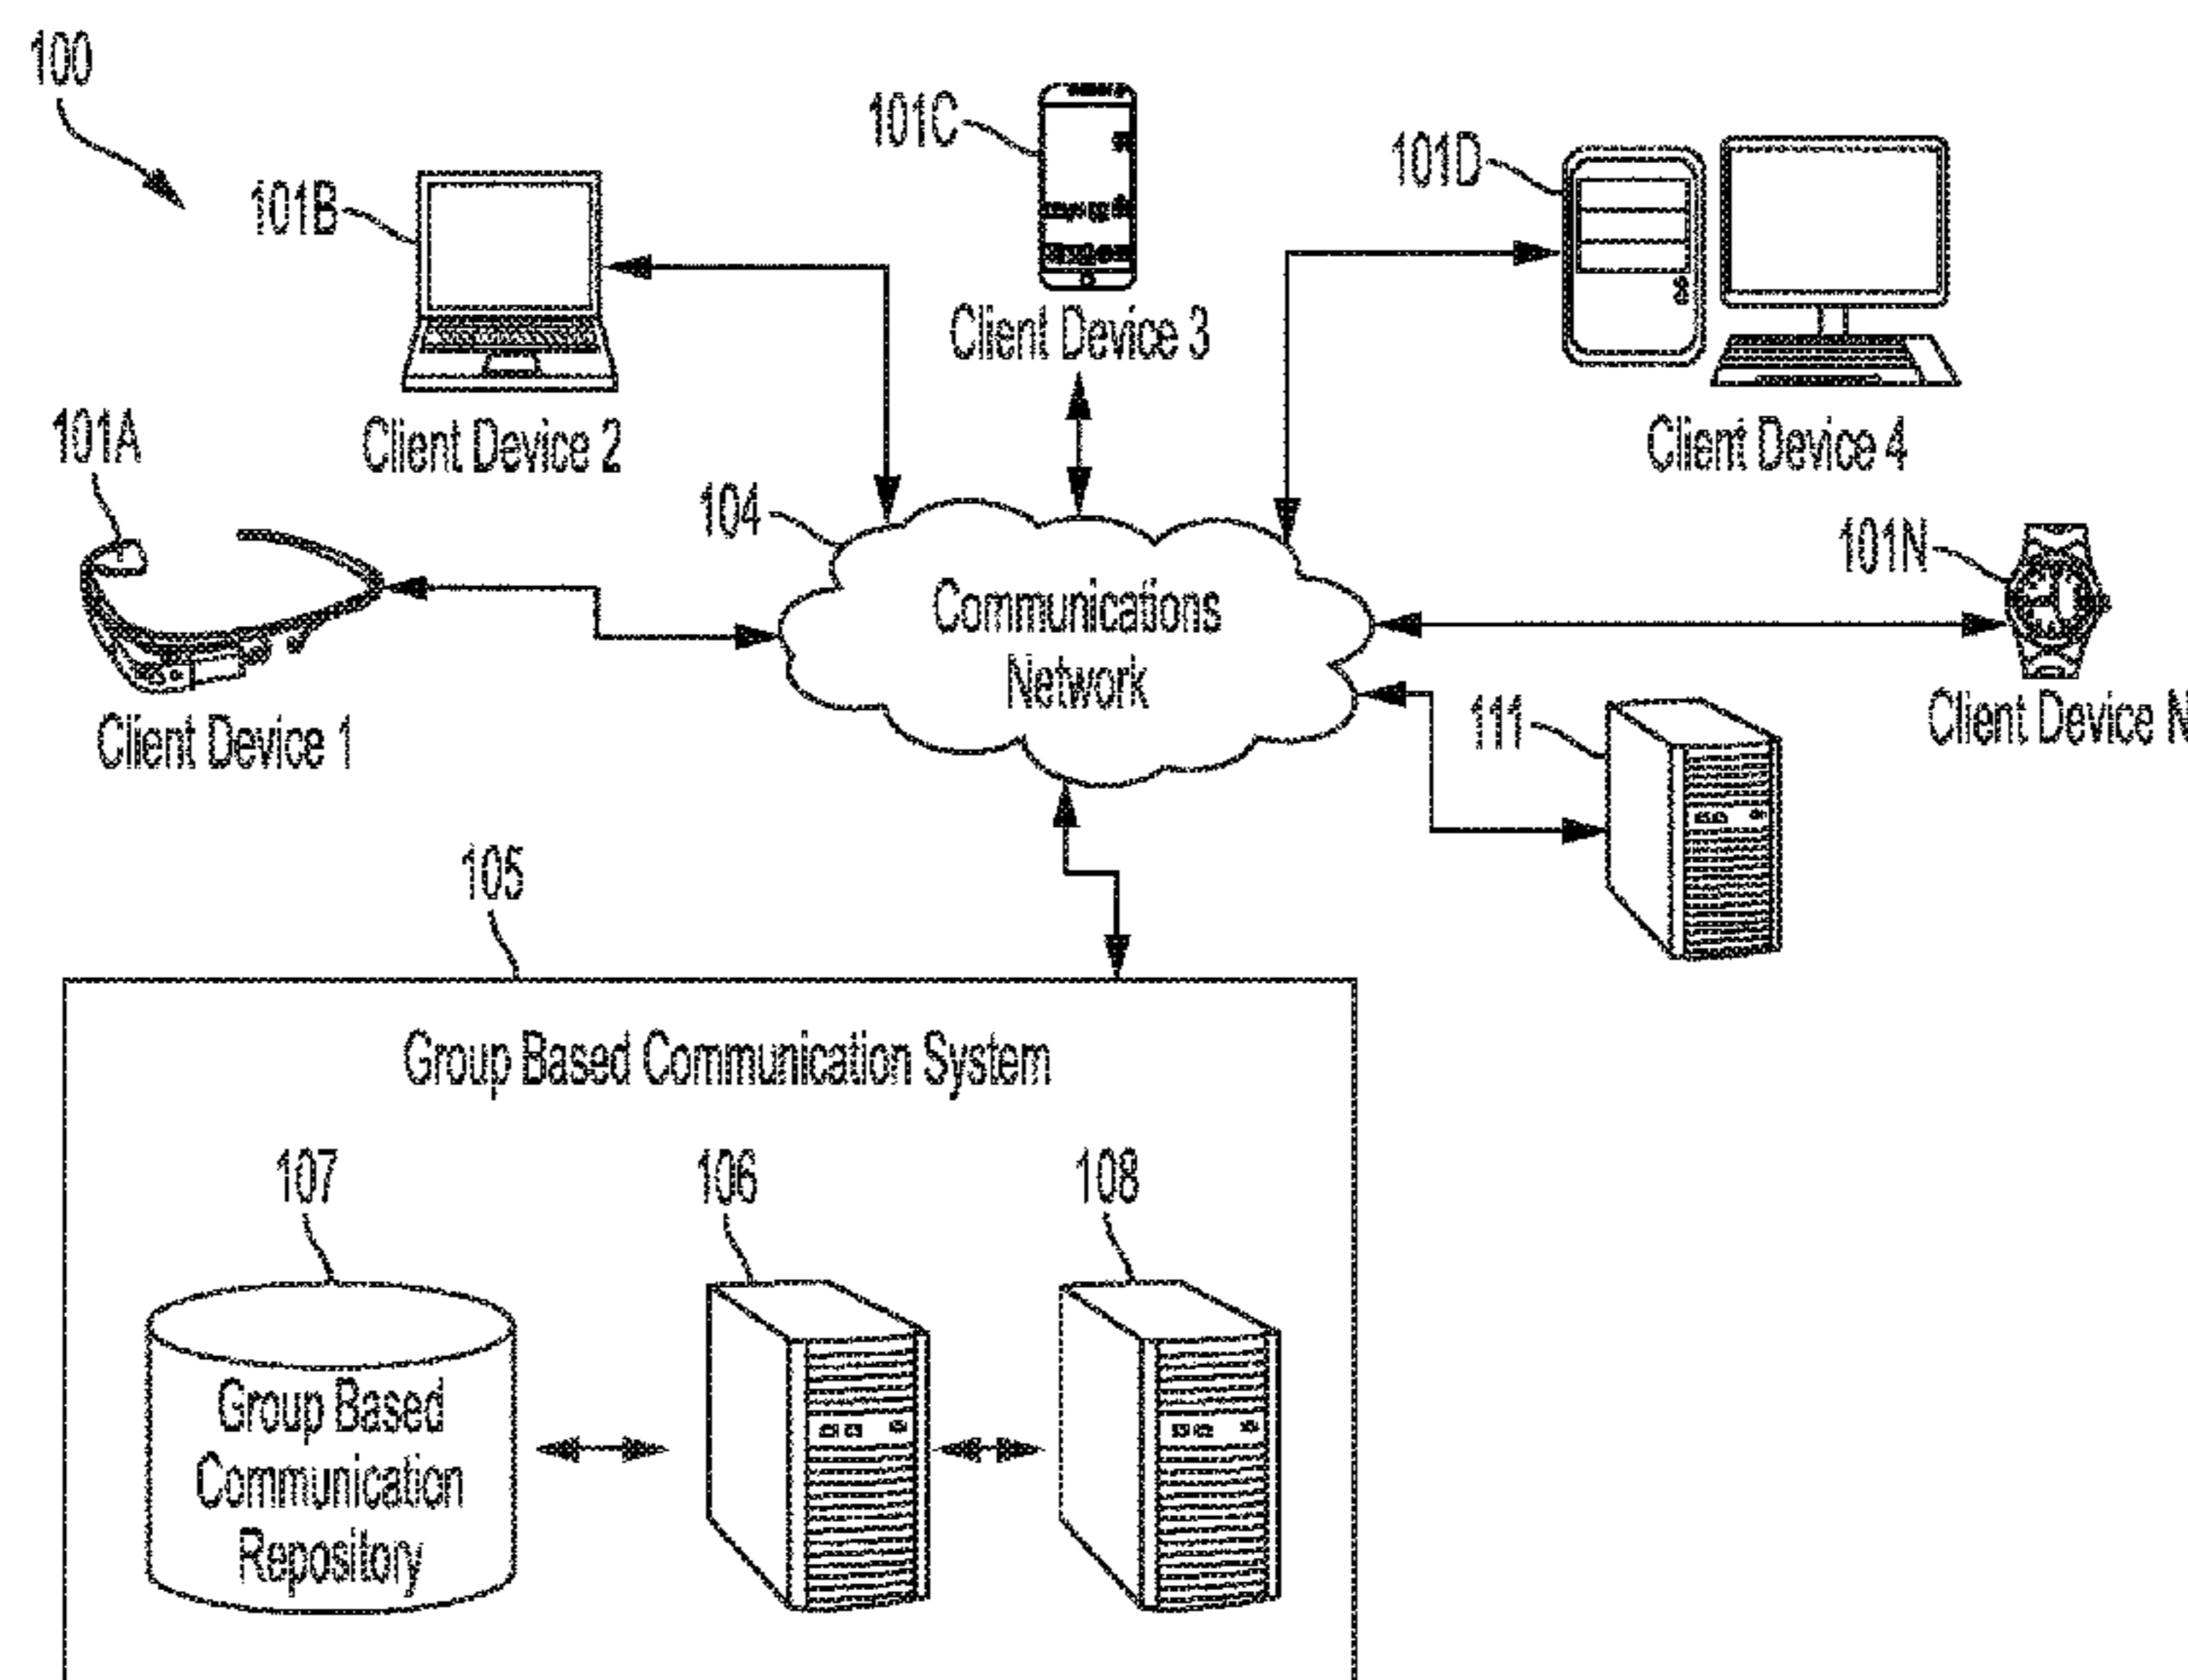 100
101C
101D
101B
Client Device 3
101A
Client Device 2
Client Device 4
104
101N
Communications
Network
111
Client Device N
Client Device 1
105
Group Based Communication System
107
106
108
Group Based
Communication
Repository